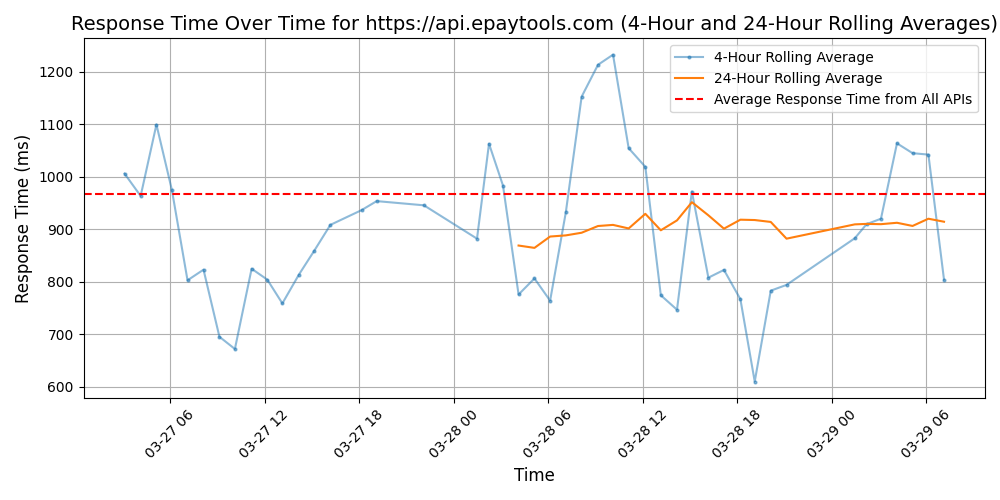 Response Time Over Time for https://api.epaytools.com (4-Hour and 24-Hour Rolling Averages)
4-Hour Rolling Average
24-Hour Rolling Average
Average Response Time from All APIs
Response Time (ms)
1200
1100
1000
900
800
700
600
03-27 06
03-27 12
03-27 18
03-28 00
03-28 06
03-28 12
03-28 18
03-29 00
03-29 06
Time